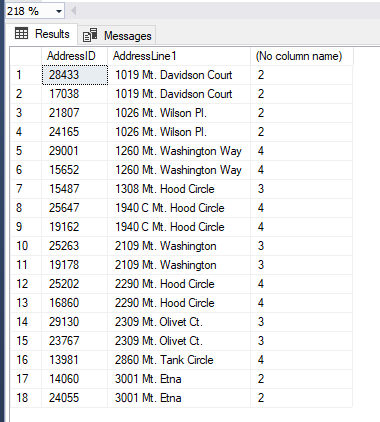 218 %
Results Messages
AddressID AddressLine1 (No column name)
1 28433 1019 Mt. Davidson Court 2
2 17038 1019 Mt. Davidson Court 2
3 21807 1026 Mt. Wilson Pl. 2
4 24165 1026 Mt. Wilson Pl. 2
5 29001 1260 Mt. Washington Way 4
6 15652 1260 Mt. Washington Way 4
7 15487 1308 Mt. Hood Circle 3
8 25647 1940 C Mt. Hood Circle 4
9 19162 1940 C Mt. Hood Circle 4
10 25263 2109 Mt. Washington 3
11 19178 2109 Mt. Washington 3
12 25202 2290 Mt. Hood Circle 4
13 16860 2290 Mt. Hood Circle 4
14 29130 2309 Mt. Olivet Ct. 3
15 23767 2309 Mt. Olivet Ct. 3
16 13981 2860 Mt. Tank Circle 4
17 14060 3001 Mt. Etna 2
18 24055 3001 Mt. Etna 2